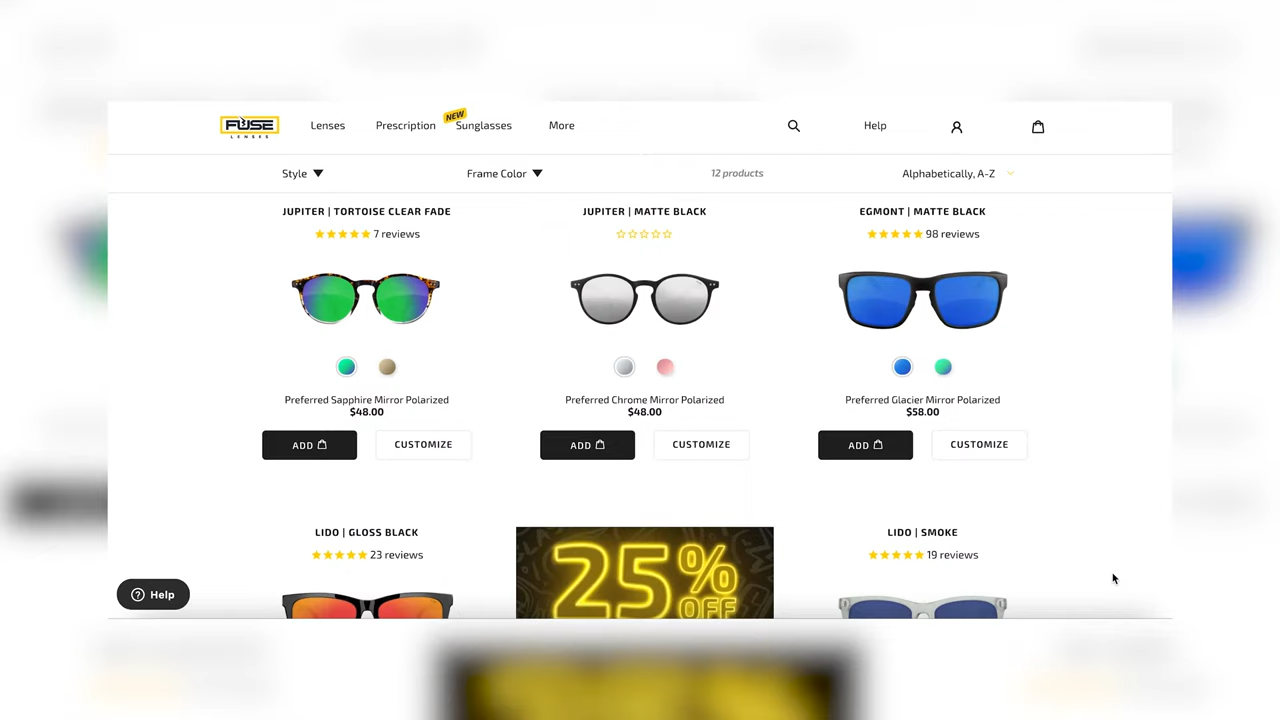 FUSE
LENSES
Lenses
Prescription
NEW
Sunglasses
More
Help
Style
Frame Color
12 products
Alphabetically, A-Z
JUPITER | TORTOISE CLEAR FADE
7 reviews
JUPITER | MATTE BLACK
EGMONT | MATTE BLACK
98 reviews
Preferred Sapphire Mirror Polarized
$48.00
ADD
CUSTOMIZE
Preferred Chrome Mirror Polarized
$48.00
ADD
CUSTOMIZE
Preferred Glacier Mirror Polarized
$58.00
ADD
CUSTOMIZE
LIDO | GLOSS BLACK
23 reviews
25%
OFF
LIDO | SMOKE
19 reviews
Help